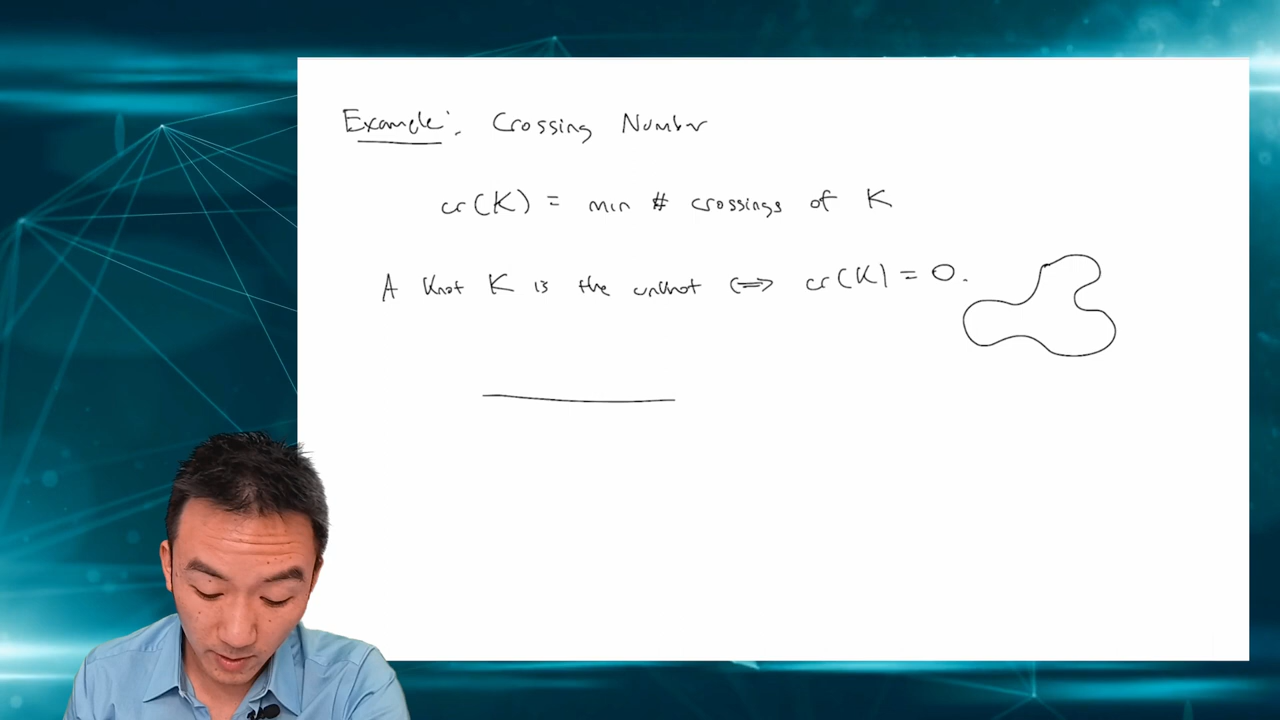 Example: Crossing Number
cr(K) = min # crossings of K
A knot K is the unknot ⟺ cr(K) = 0.